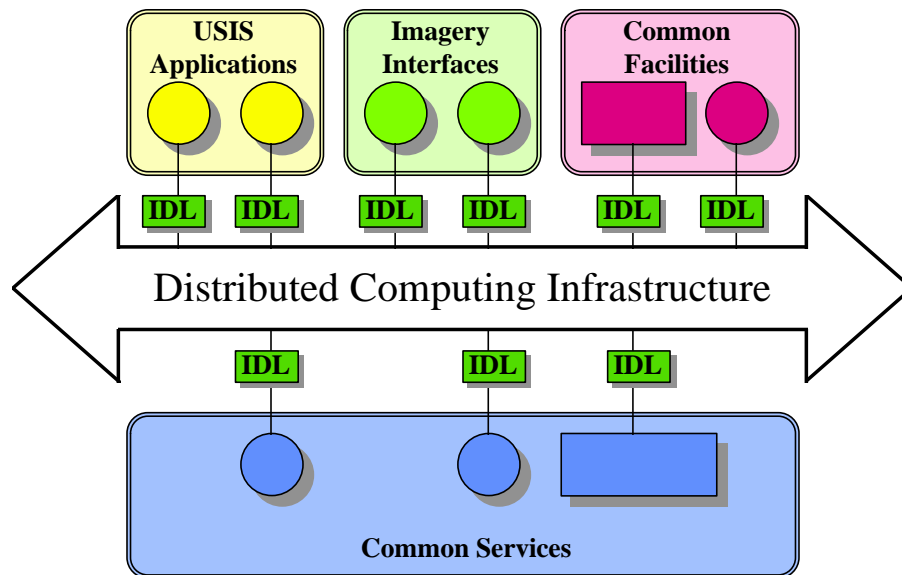 USIS
Applications
Imagery
Interfaces
Common
Facilities
IDL IDL IDL IDL IDL IDL
Distributed Computing Infrastructure
IDL IDL IDL
Common Services